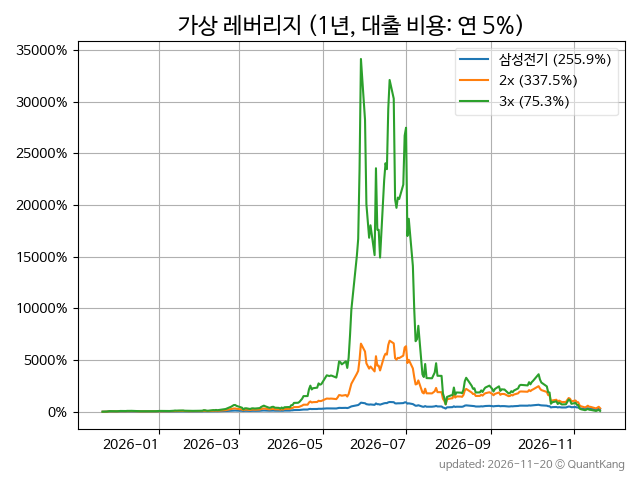 가상 레버리지 (1년, 대출 비용: 연 5%)
35000%
30000%
25000%
20000%
15000%
10000%
5000%
0%
삼성전기 (255.9%)
2x (337.5%)
3x (75.3%)
2026-01 2026-03 2026-05 2026-07 2026-09 2026-11
updated: 2026-11-20 © QuantKang